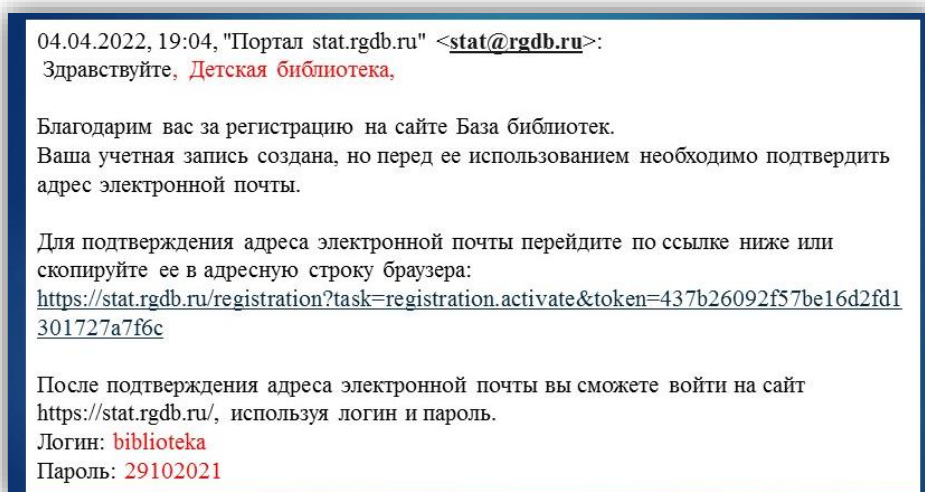 04.04.2022, 19:04, "Портал stat.rgdb.ru" <stat@rgdb.ru>:
Здравствуйте, Детская библиотека,
Благодарим вас за регистрацию на сайте База библиотек.
Ваша учетная запись создана, но перед ее использованием необходимо подтвердить
адрес электронной почты.
Для подтверждения адреса электронной почты перейдите по ссылке ниже или
скопируйте ее в адресную строку браузера:
https://stat.rgdb.ru/registration?task=registration.activate&token=437b26092f57be16d2fd1
301727a7f6c
После подтверждения адреса электронной почты вы сможете войти на сайт
https://stat.rgdb.ru/, используя логин и пароль.
Логин: biblioteka
Пароль: 29102021